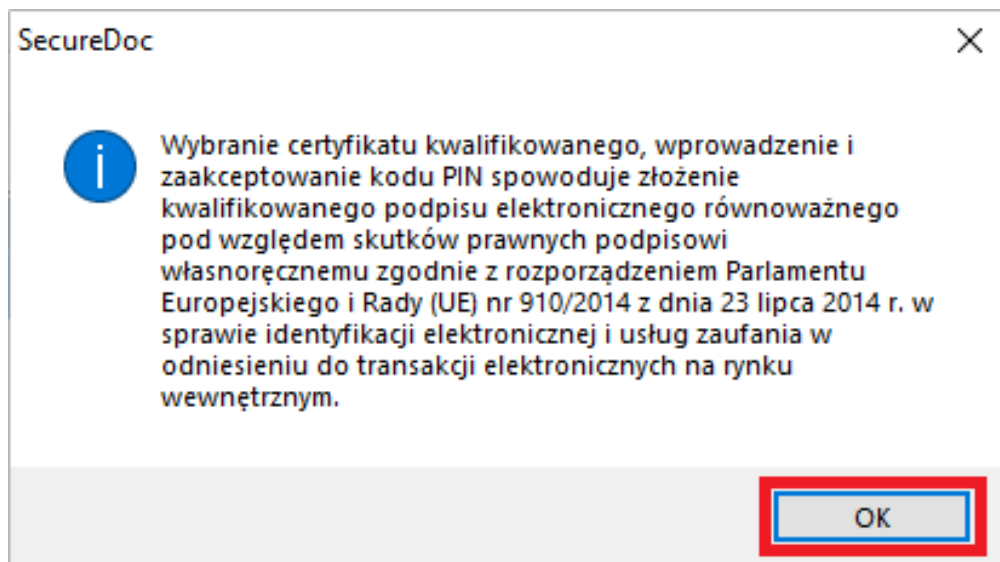 SecureDoc
Wybranie certyfikatu kwalifikowanego, wprowadzenie i
zaakceptowanie kodu PIN spowoduje złożenie
kwalifikowanego podpisu elektronicznego równoważnego
pod względem skutków prawnych podpisowi
własnoręcznemu zgodnie z rozporządzeniem Parlamentu
Europejskiego i Rady (UE) nr 910/2014 z dnia 23 lipca 2014 r. w
sprawie identyfikacji elektronicznej i usług zaufania w
odniesieniu do transakcji elektronicznych na rynku
wewnętrznym.
OK